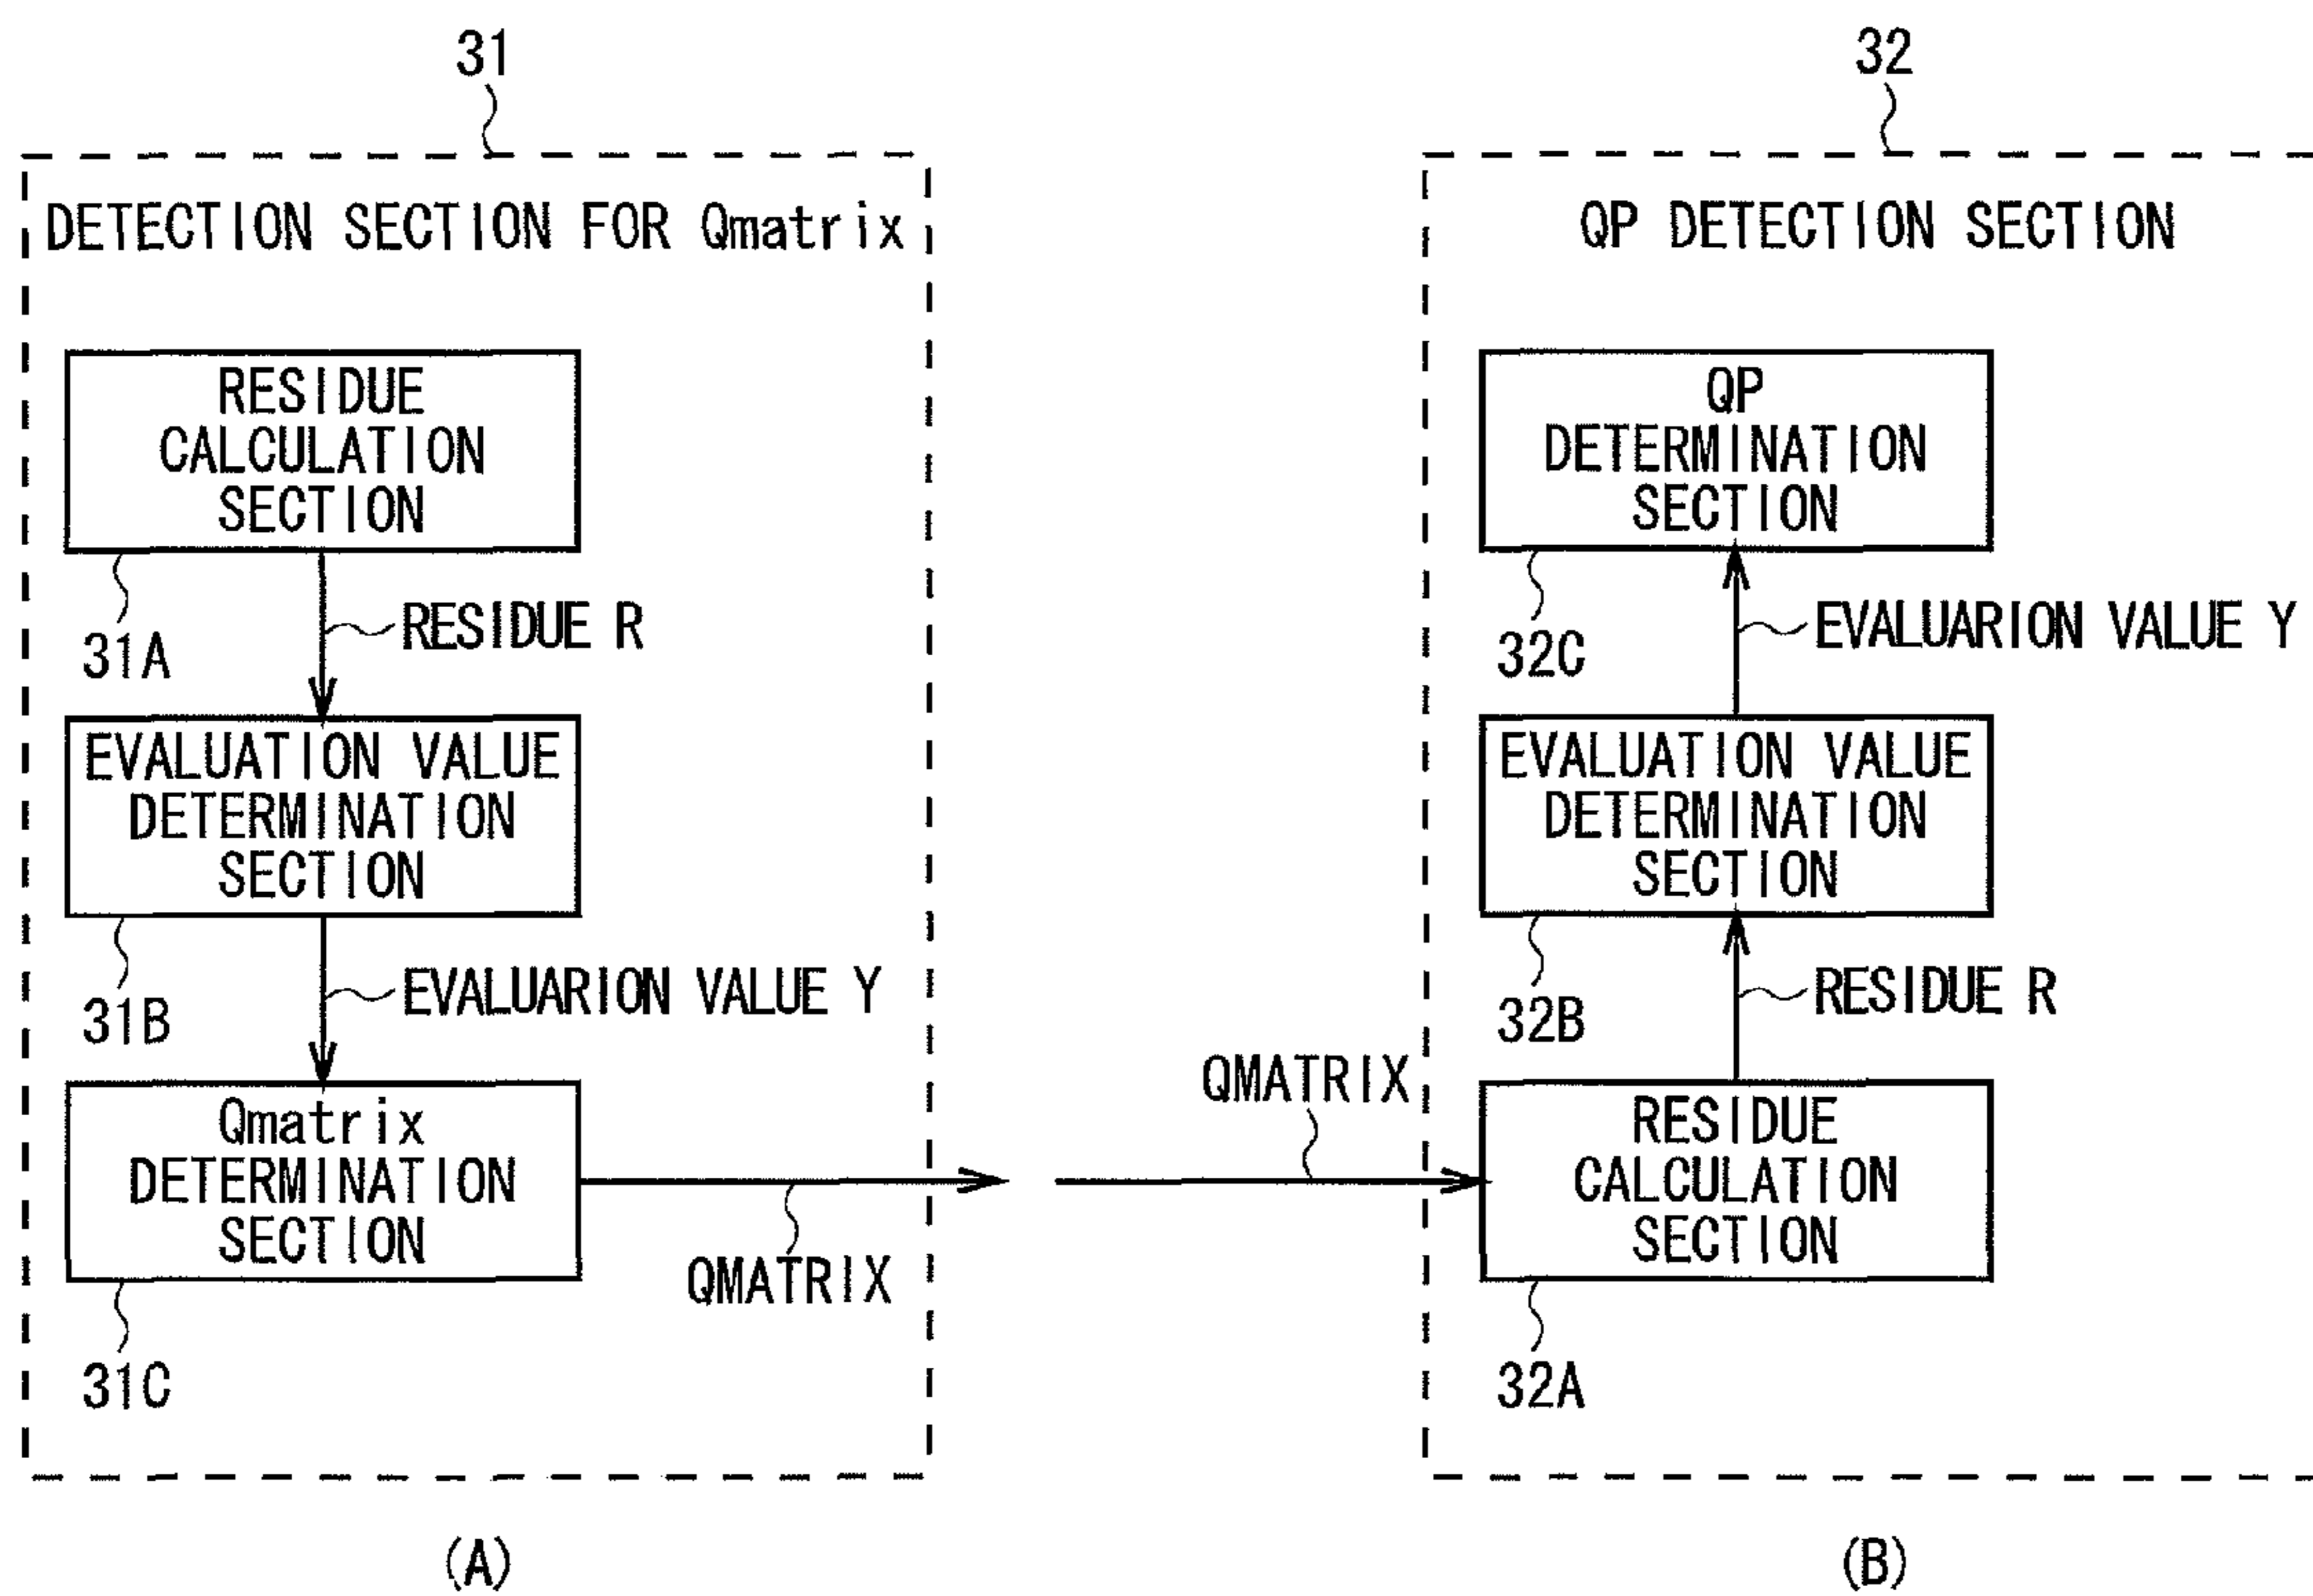 31
DETECTION SECTION FOR Qmatrix
RESIDUE
CALCULATION
SECTION
31A
RESIDUE R
EVALUATION VALUE
DETERMINATION
SECTION
31B
EVALUARION VALUE Y
Qmatrix
DETERMINATION
SECTION
31C
QMATRIX
(A)
32
QP DETECTION SECTION
QP
DETERMINATION
SECTION
32C
EVALUARION VALUE Y
EVALUATION VALUE
DETERMINATION
SECTION
32B
RESIDUE R
QMATRIX
RESIDUE
CALCULATION
SECTION
32A
(B)